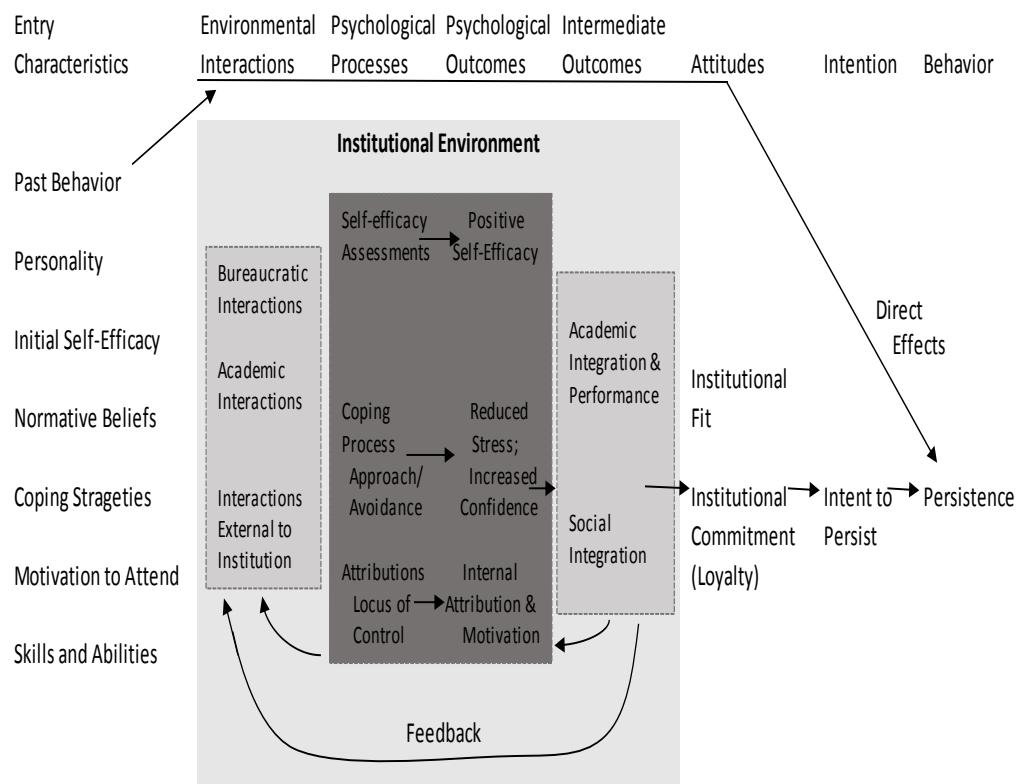 Entry
Characteristics
Environmental
Interactions
Psychological
Processes
Psychological
Outcomes
Intermediate
Outcomes
Attitudes
Intention
Behavior
Institutional Environment
Past Behavior
Personality
Initial Self-Efficacy
Normative Beliefs
Coping Strageties
Motivation to Attend
Skills and Abilities
Bureaucratic
Interactions
Academic
Interactions
Interactions
External to
Institution
Self-efficacy
Assessments
Positive
Self-Efficacy
Coping
Process
Approach/
Avoidance
Reduced
Stress;
Increased
Confidence
Attributions
Locus of
Control
Internal
Attribution &
Motivation
Academic
Integration &
Performance
Social
Integration
Institutional
Fit
Institutional
Commitment
(Loyalty)
Intent to
Persist
Persistence
Direct
Effects
Feedback